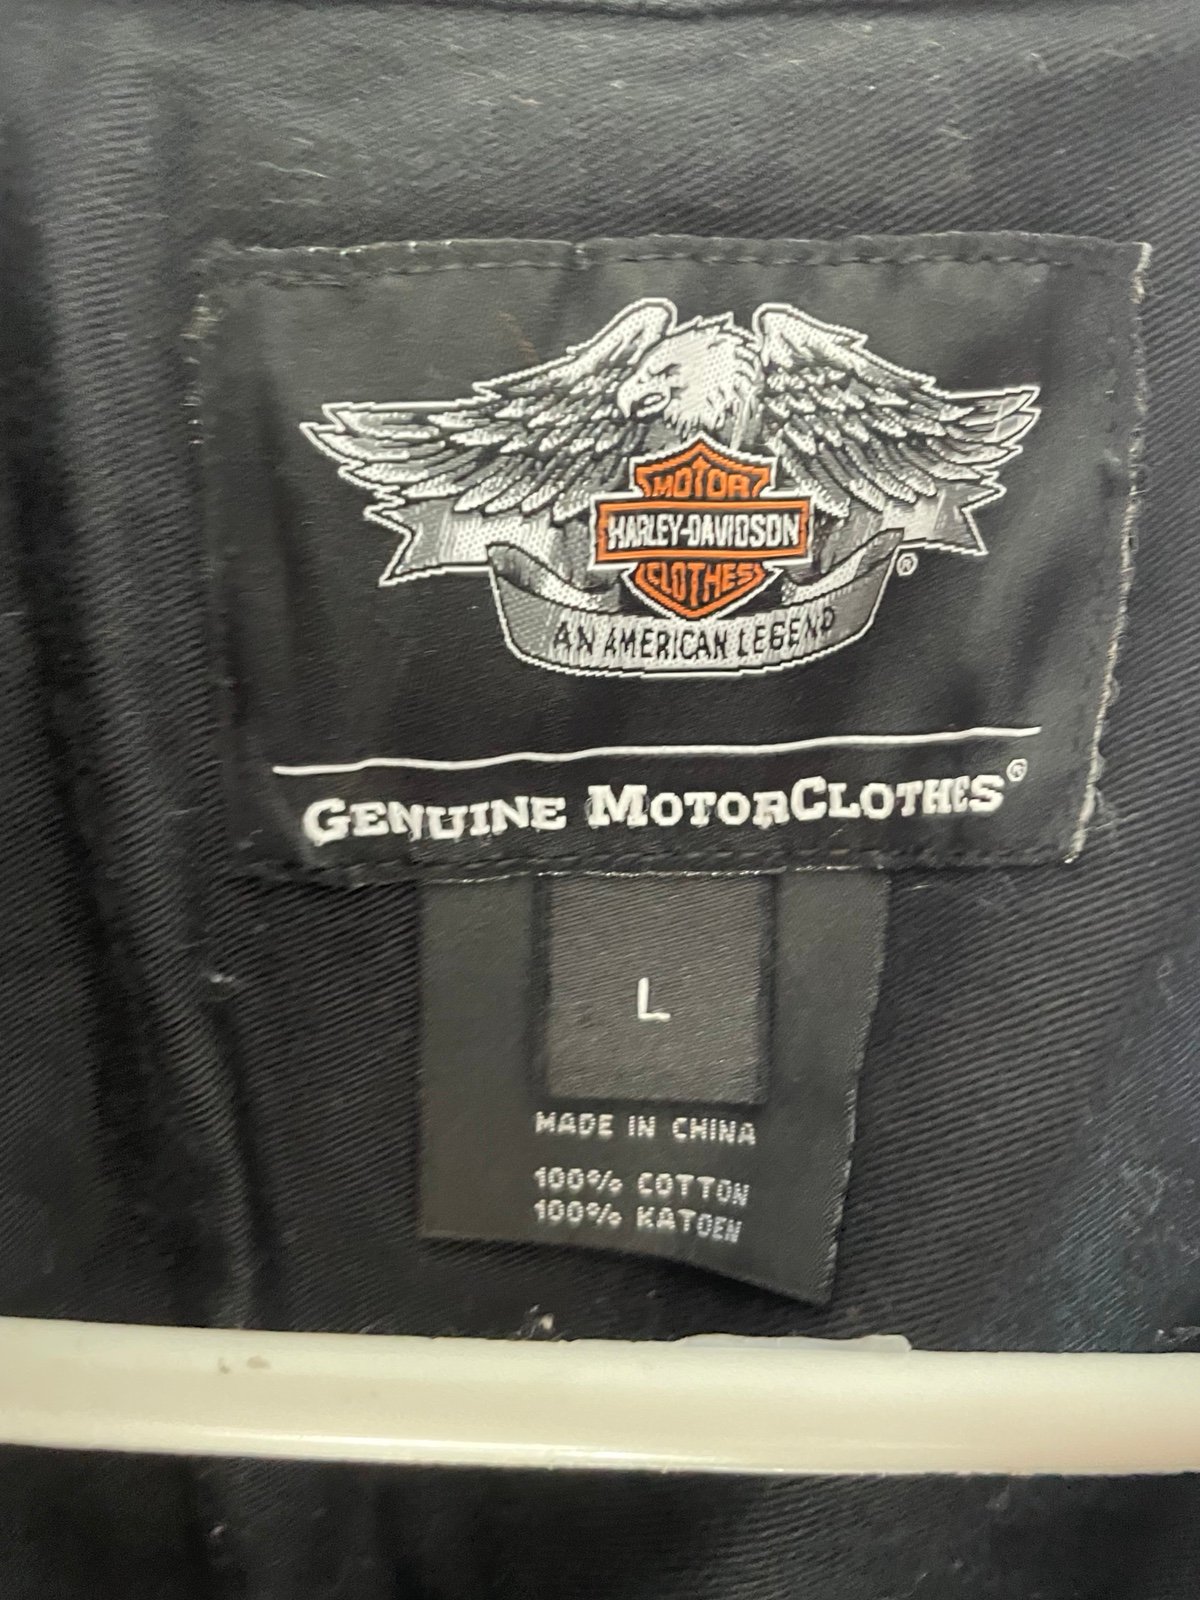 MOTOR
HARLEY-DAVIDSON
CLOTHES
®
AN AMERICAN LEGEND
GENUINE MOTORCLOTHES®
L
MADE IN CHINA
100% COTTON
100% KATOEN